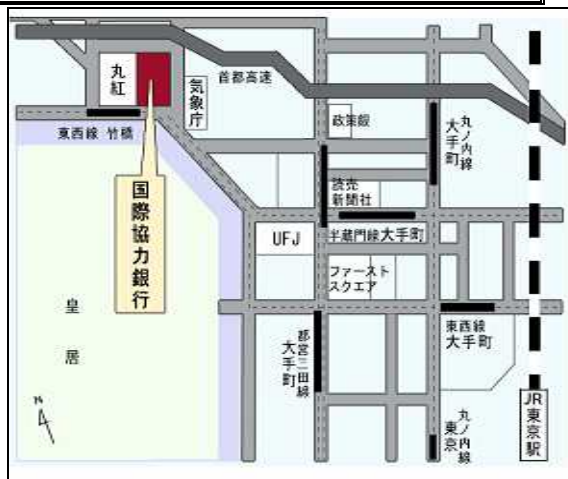 丸紅
気象庁
首都高速
政策銀
丸ノ内線
大手町
東西線 竹橋
国際協力銀行
読売
新聞社
UFJ
半蔵門線大手町
ファースト
スクエア
皇居
都営三田線
大手町
東西線
大手町
N
丸ノ内線
東京
JR東京駅